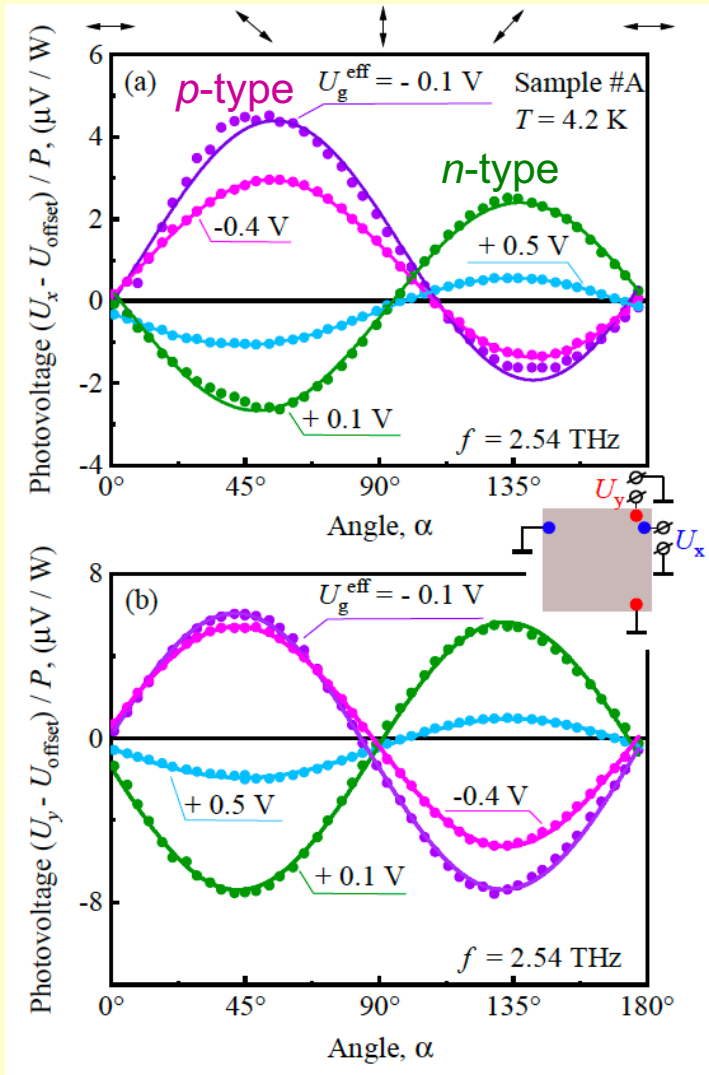 (a)
p-type
U_g^eff = - 0.1 V
Sample #A
T = 4.2 K
n-type
-0.4 V
+ 0.5 V
+ 0.1 V
f = 2.54 THz
Photovoltage (U_x - U_offset) / P, (μV / W)
6
4
2
0
-2
-4
0°
45°
90°
135°
Angle, α
U_y
U_x
(b)
U_g^eff = - 0.1 V
+ 0.5 V
-0.4 V
+ 0.1 V
f = 2.54 THz
Photovoltage (U_y - U_offset) / P, (μV / W)
8
0
-8
0°
45°
90°
135°
180°
Angle, α